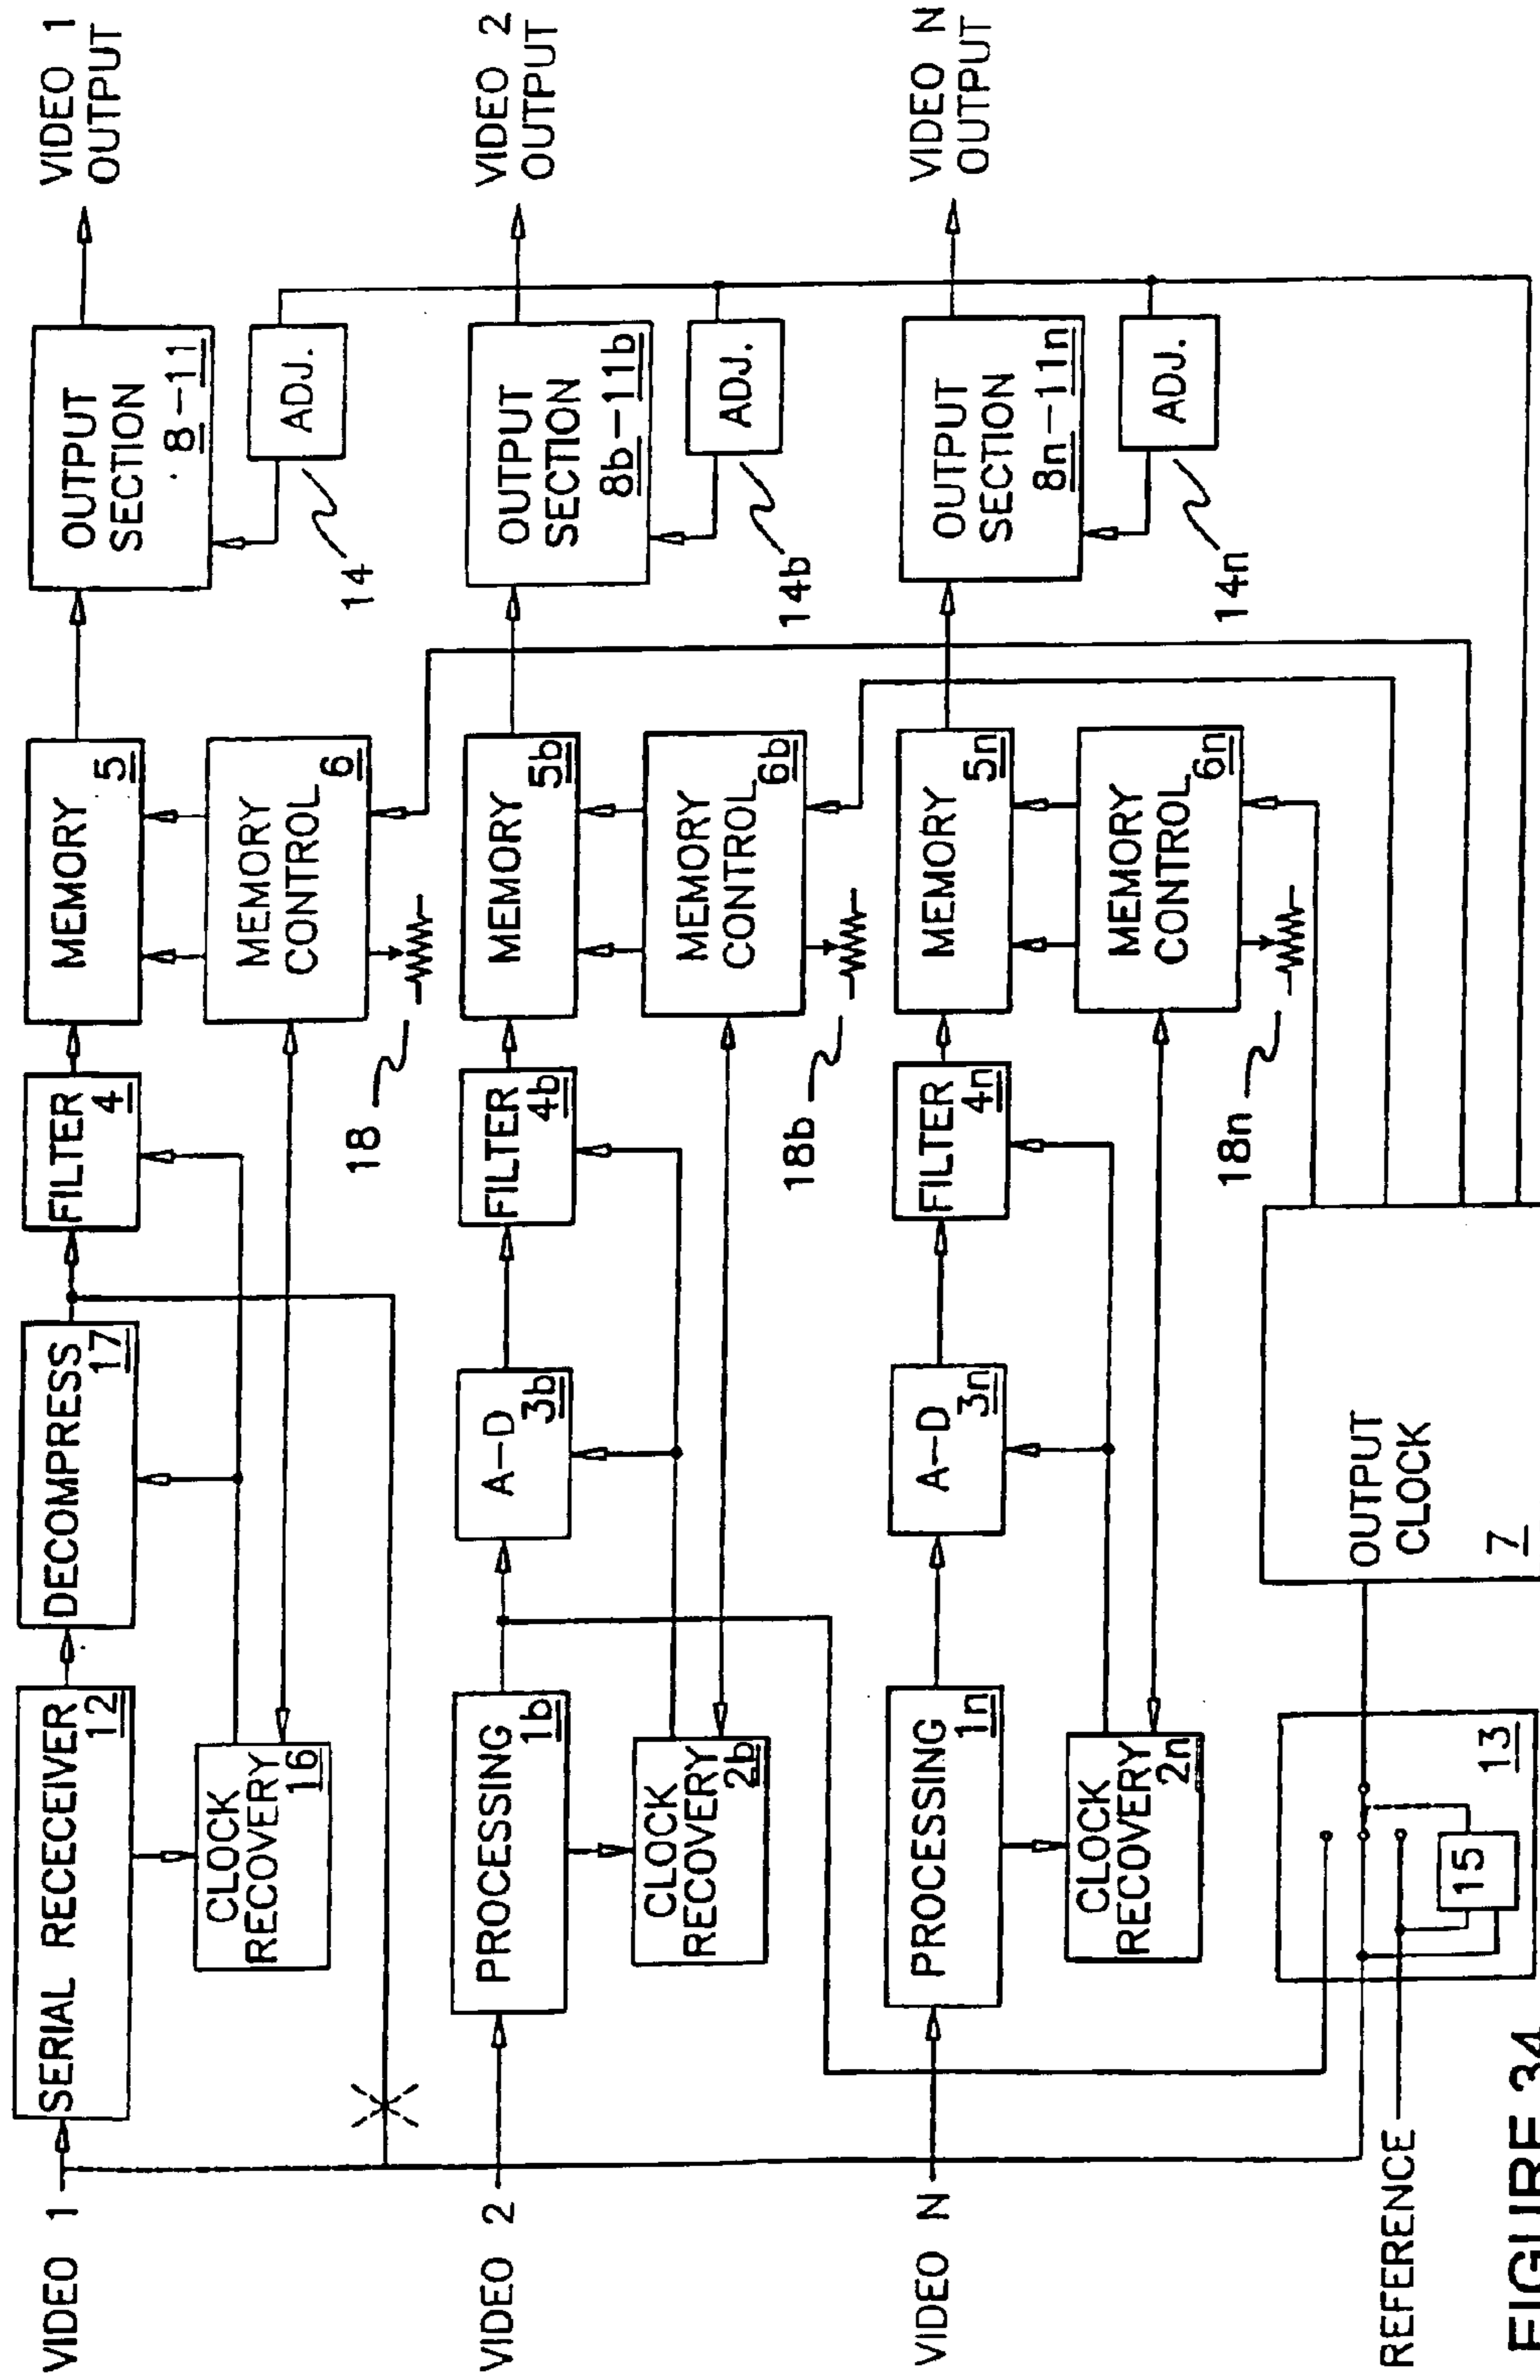 VIDEO 1
SERIAL RECEIVER 12
DECOMPRESS 17
FILTER 4
MEMORY 5
OUTPUT
SECTION
8-11
VIDEO 1
OUTPUT
CLOCK
RECOVERY
16
MEMORY
CONTROL 6
18
ADJ.
14
VIDEO 2
PROCESSING 1b
A-D 3b
FILTER 4b
MEMORY 5b
OUTPUT
SECTION
8b-11b
VIDEO 2
OUTPUT
CLOCK
RECOVERY
2b
MEMORY
CONTROL 6b
18b
ADJ.
14b
VIDEO N
PROCESSING 1n
A-D 3n
FILTER 4n
MEMORY 5n
OUTPUT
SECTION
8n-11n
VIDEO N
OUTPUT
CLOCK
RECOVERY
2n
MEMORY
CONTROL 6n
18n
ADJ.
14n
REFERENCE
15
13
OUTPUT
CLOCK
7
FIGURE 34